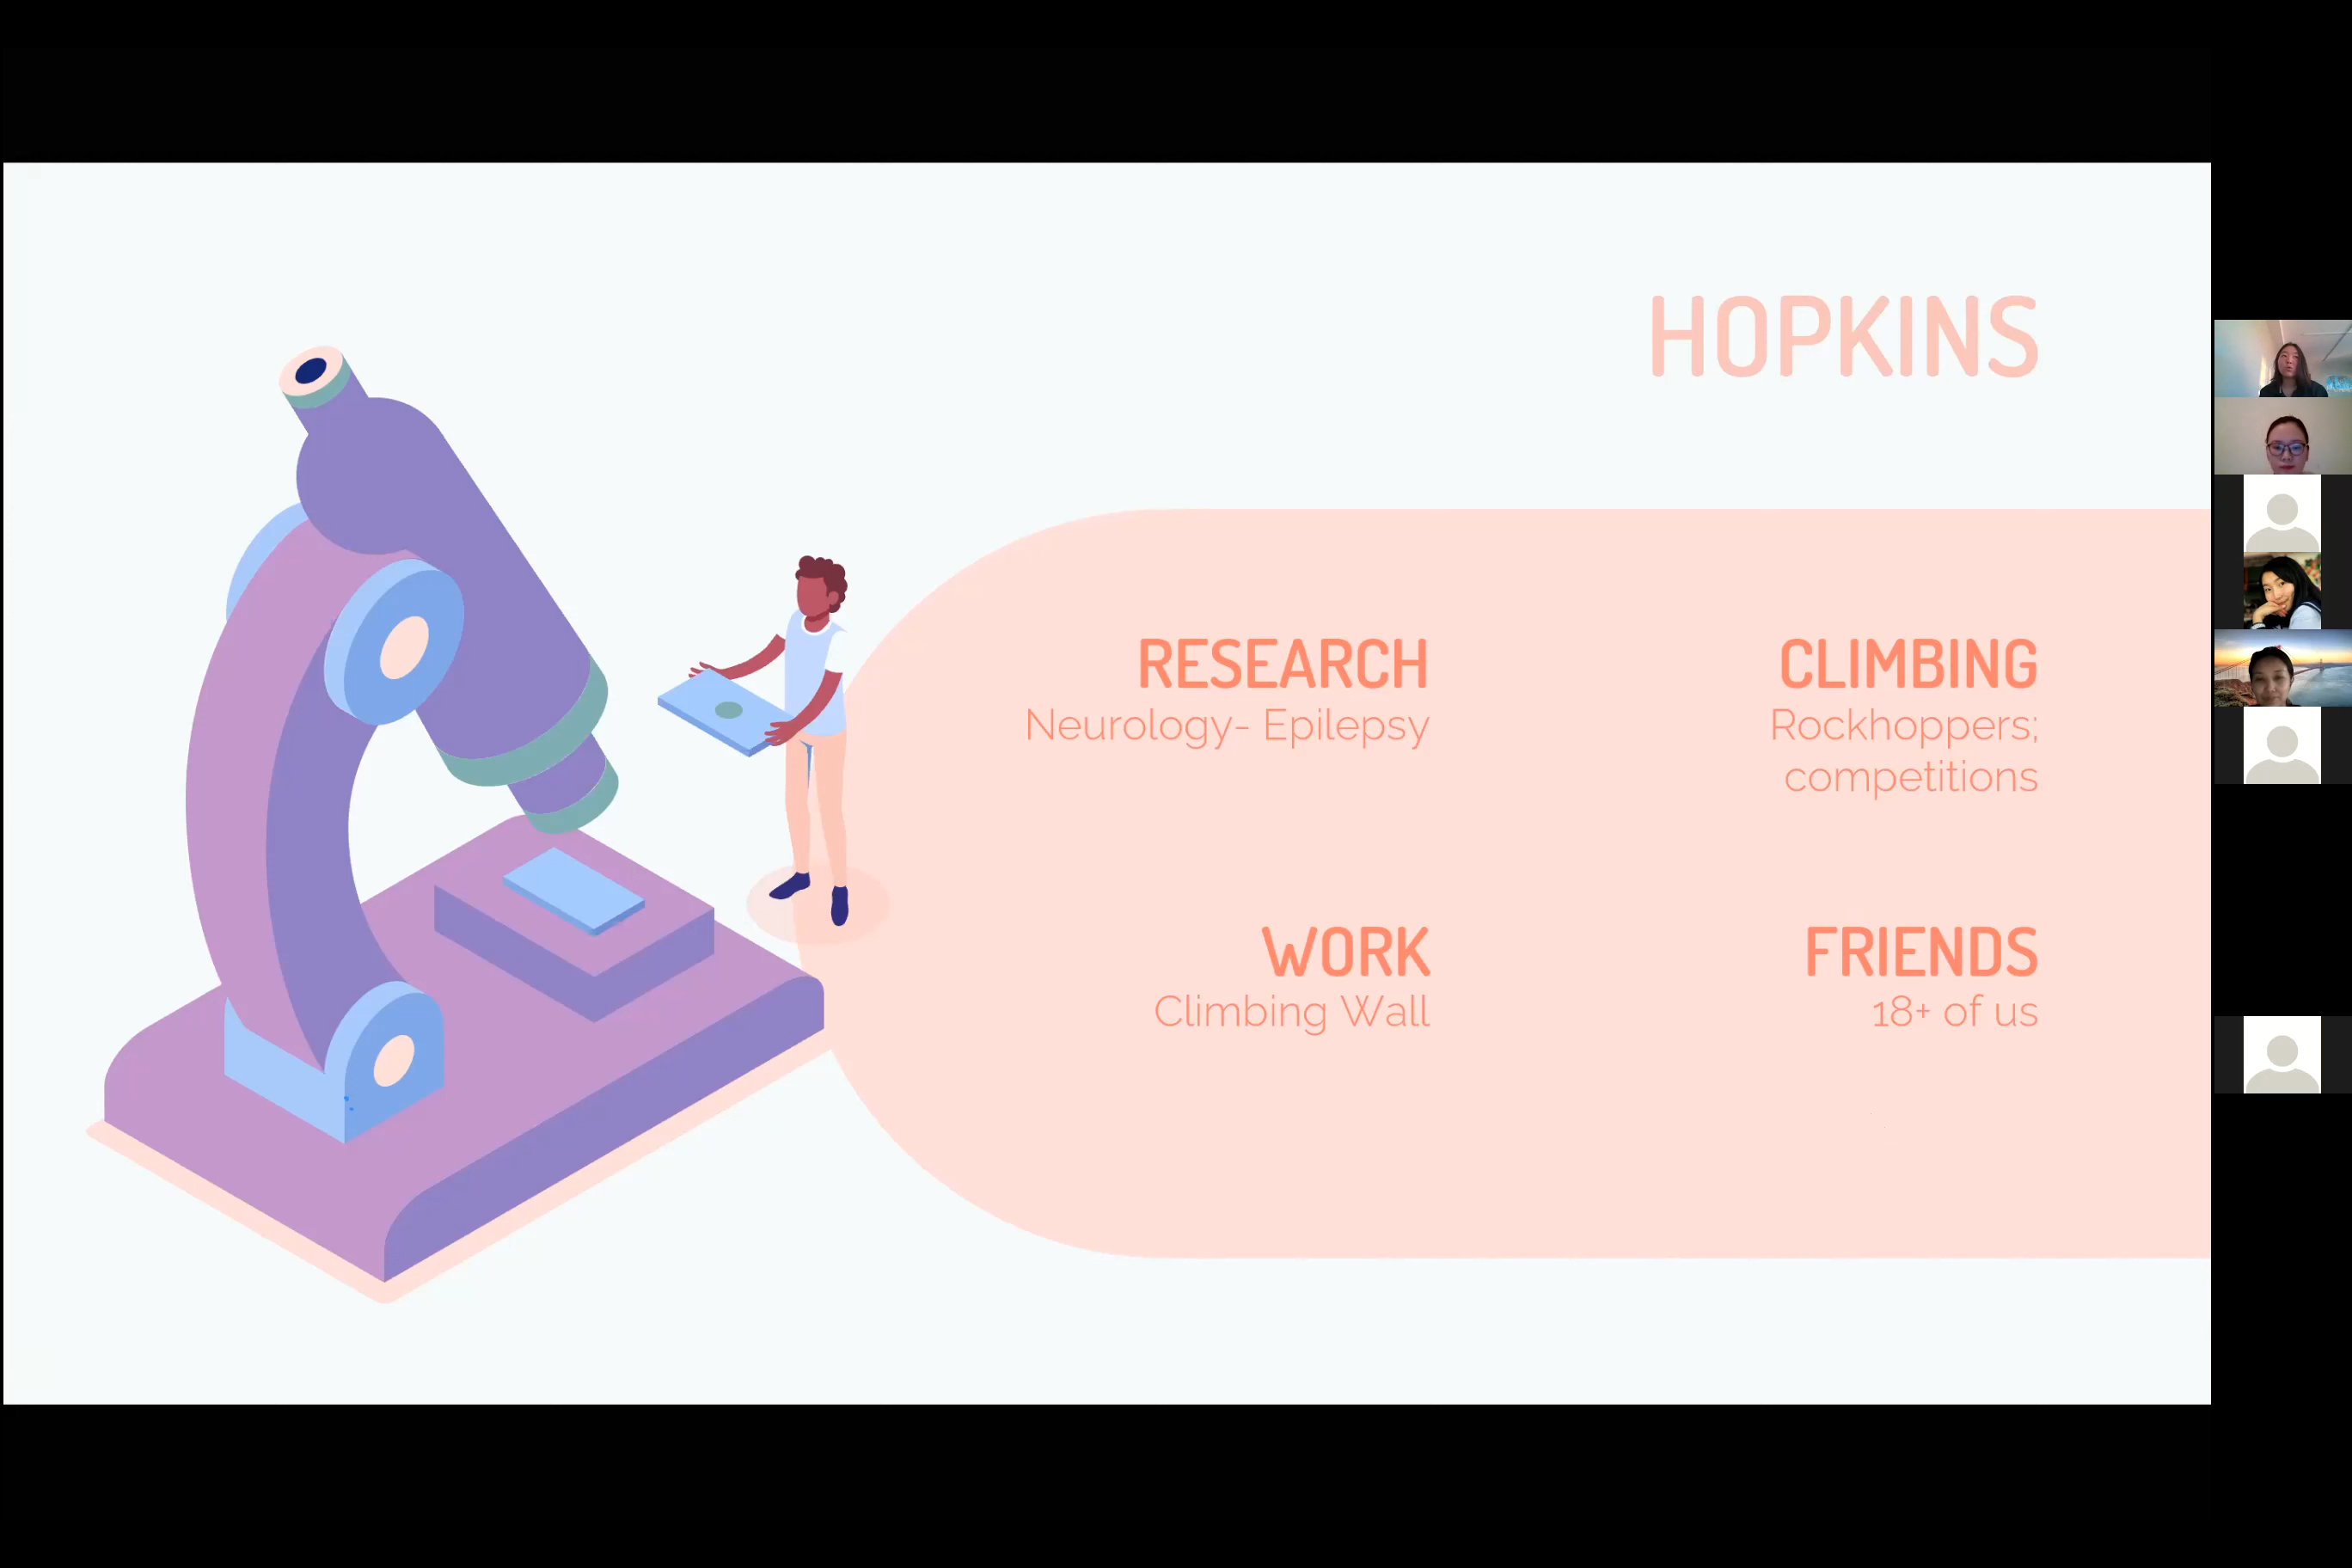 HOPKINS
RESEARCH
Neurology- Epilepsy
CLIMBING
Rockhoppers;
competitions
WORK
Climbing Wall
FRIENDS
18+ of us